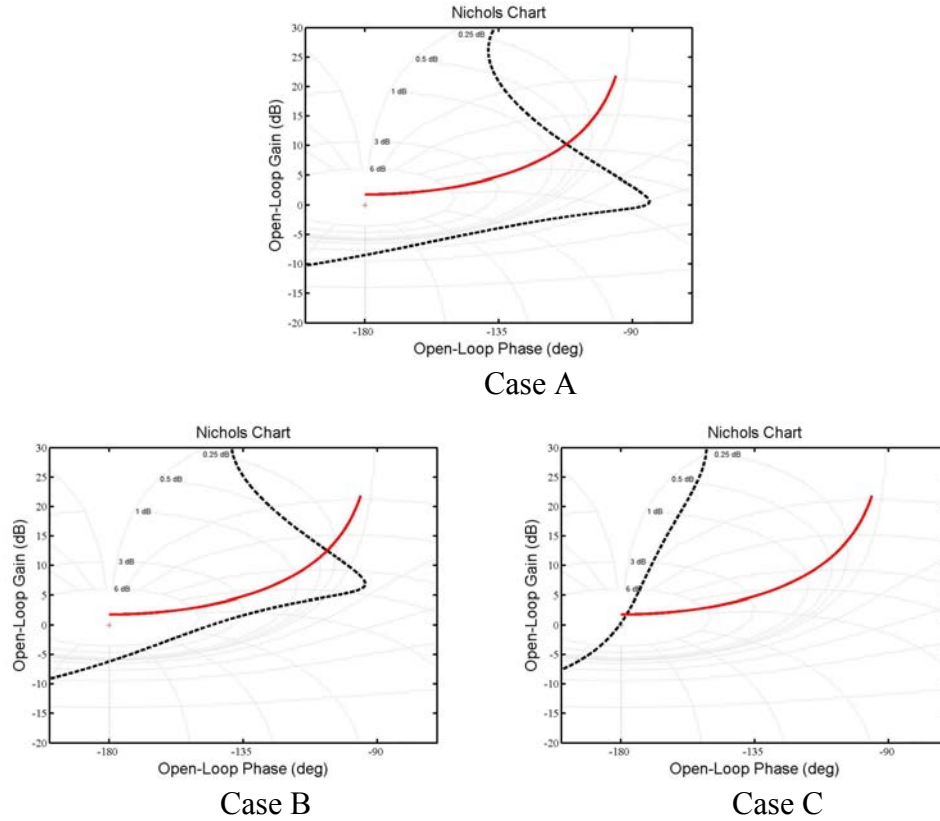 Nichols Chart
Open-Loop Gain (dB)
30
25
20
15
10
5
0
-5
-10
-15
-20
0.25 dB
0.5 dB
1 dB
3 dB
6 dB
-180
-135
-90
Open-Loop Phase (deg)
Case A
Nichols Chart
Open-Loop Gain (dB)
30
25
20
15
10
5
0
-5
-10
-15
-20
0.25 dB
0.5 dB
1 dB
3 dB
6 dB
-180
-135
-90
Open-Loop Phase (deg)
Case B
Nichols Chart
Open-Loop Gain (dB)
30
25
20
15
10
5
0
-5
-10
-15
-20
0.25 dB
0.5 dB
1 dB
3 dB
6 dB
-180
-135
-90
Open-Loop Phase (deg)
Case C